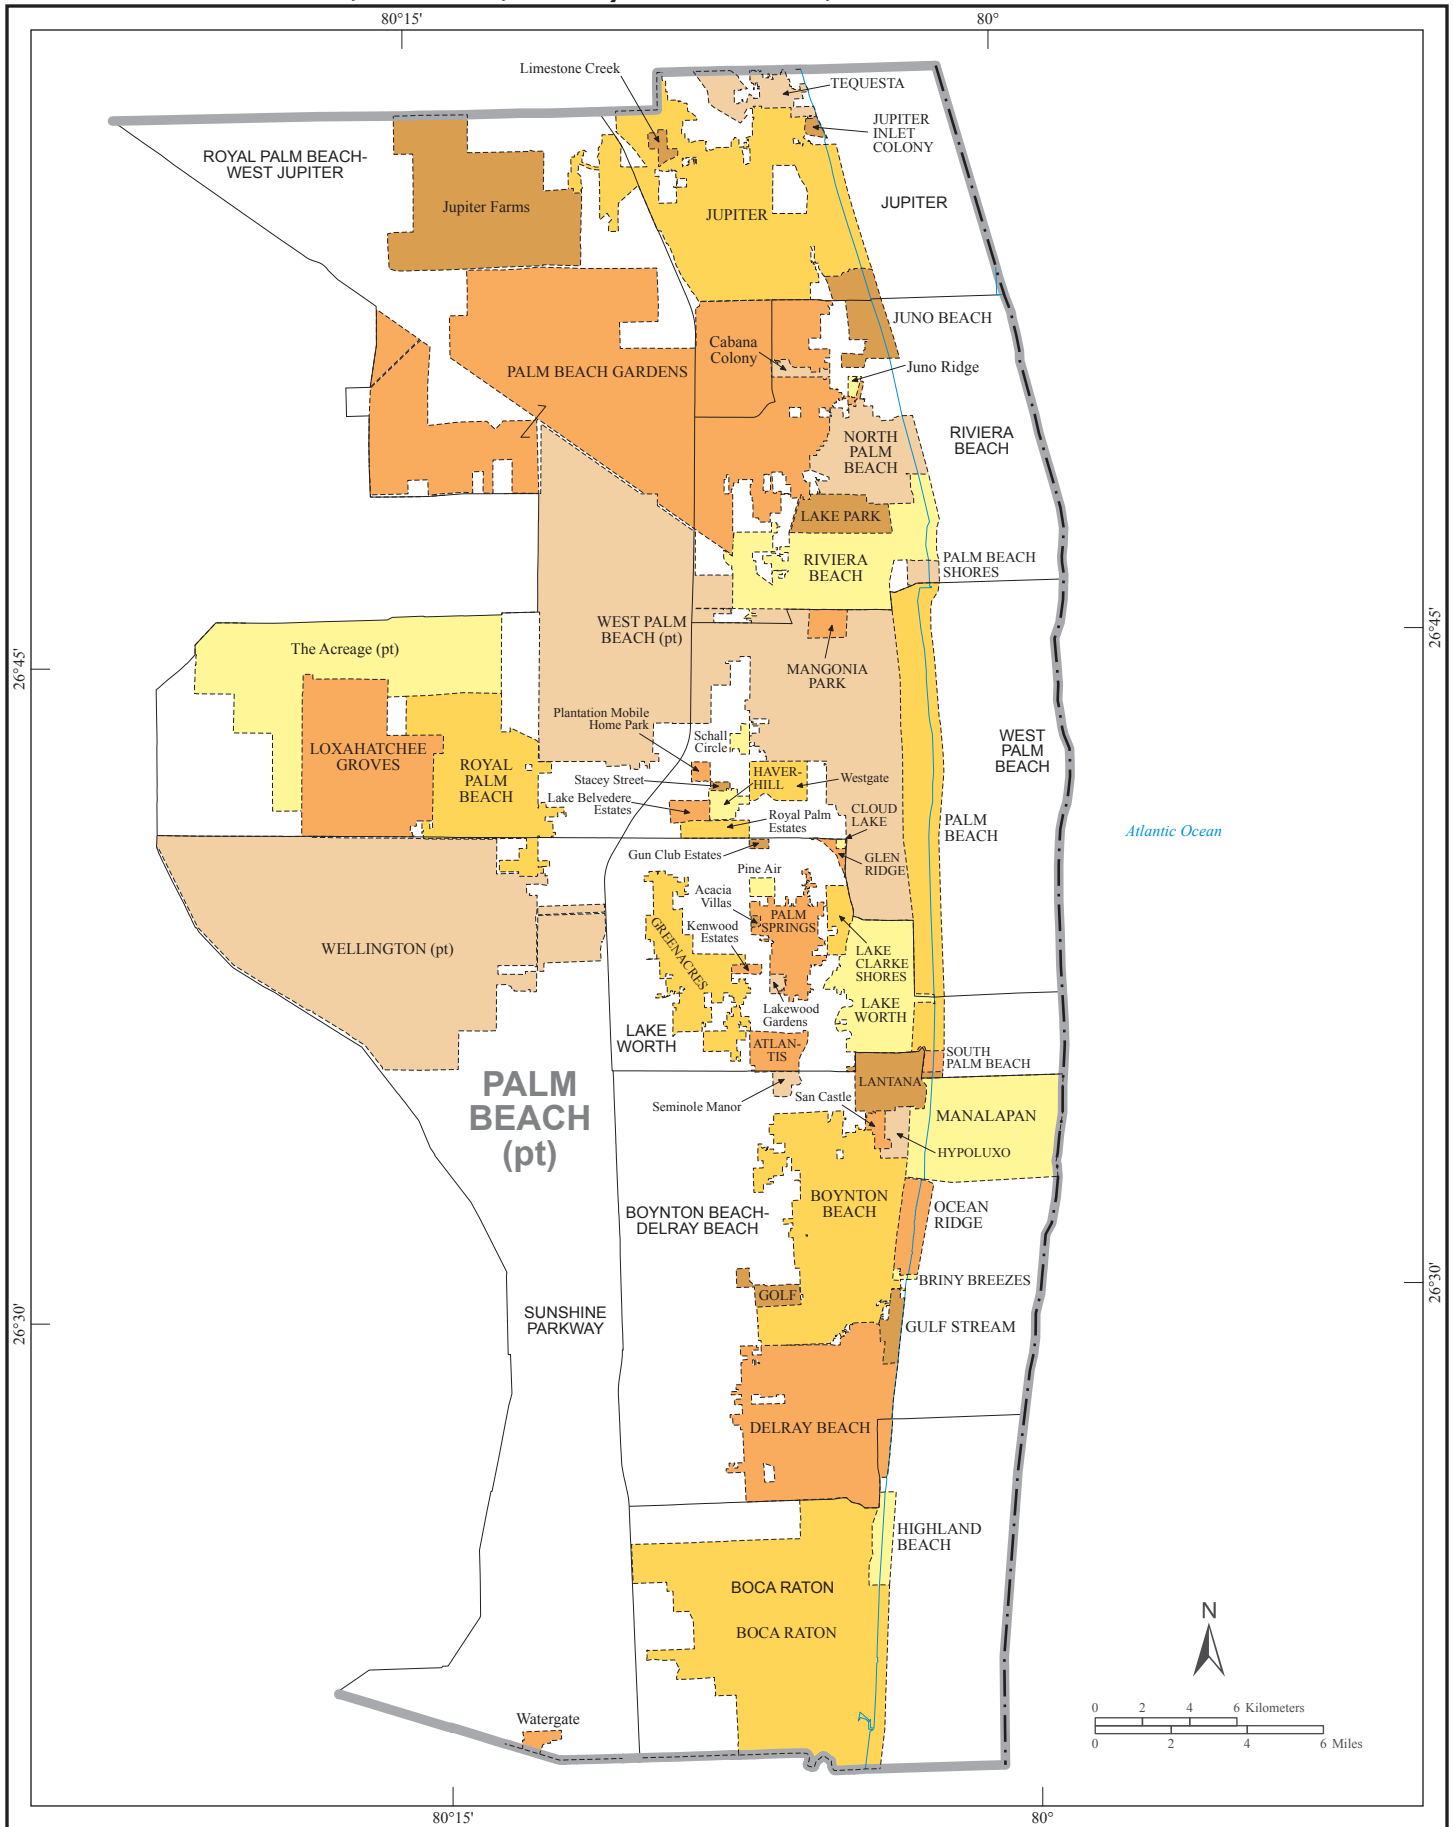 80°15'
80°
Limestone Creek
TEQUESTA
JUPITER
INLET
COLONY
ROYAL PALM BEACH-
WEST JUPITER
Jupiter Farms
JUPITER
JUPITER
JUNO BEACH
Cabana
Colony
Juno Ridge
PALM BEACH GARDENS
NORTH
PALM
BEACH
RIVIERA
BEACH
LAKE PARK
RIVIERA
BEACH
PALM BEACH
SHORES
WEST PALM
BEACH (pt)
26°45'
26°45'
The Acreage (pt)
MANGONIA
PARK
Plantation Mobile
Home Park
Schall
Circle
LOXAHATCHEE
GROVES
ROYAL
PALM
BEACH
WEST
PALM
BEACH
Stacey Street
HAVER-
HILL
Westgate
Lake Belvedere
Estates
Royal Palm
Estates
CLOUD
LAKE
PALM
BEACH
Atlantic Ocean
Gun Club Estates
GLEN
RIDGE
Pine Air
Acacia
Villas
PALM
SPRINGS
Kenwood
Estates
GREENACRES
WELLINGTON (pt)
LAKE
CLARKE
SHORES
Lakewood
Gardens
LAKE
WORTH
LAKE
WORTH
ATLAN-
TIS
SOUTH
PALM BEACH
PALM
BEACH
(pt)
LANTANA
Seminole Manor
San Castle
MANALAPAN
HYPOLUXO
BOYNTON
BEACH
BOYNTON BEACH-
DELRAY BEACH
OCEAN
RIDGE
BRINY BREEZES
GOLF
26°30'
26°30'
SUNSHINE
PARKWAY
GULF STREAM
DELRAY BEACH
HIGHLAND
BEACH
BOCA RATON
BOCA RATON
N
Watergate
0 2 4 6 Kilometers
0 2 4 6 Miles
80°15'
80°